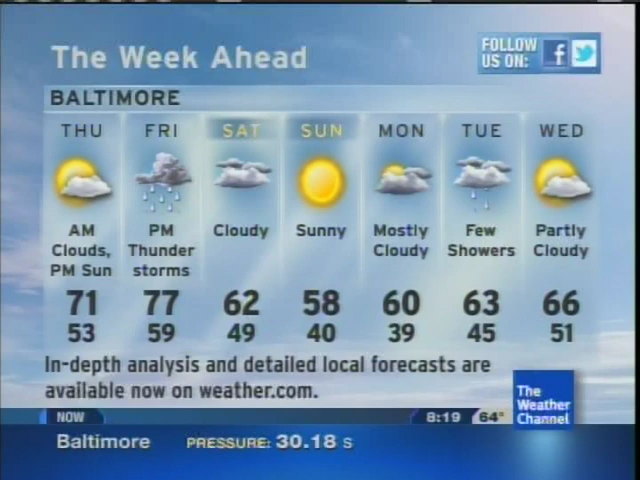 The Week Ahead
FOLLOW
US ON:
BALTIMORE
THU FRI SAT SUN MON TUE WED
AM
Clouds,
PM Sun
PM
Thunder
storms
Cloudy
Sunny
Mostly
Cloudy
Few
Showers
Partly
Cloudy
71 77 62 58 60 63 66
53 59 49 40 39 45 51
In-depth analysis and detailed local forecasts are
available now on weather.com.
The
Weather
Channel
NOW 8:19 64°
Baltimore PRESSURE: 30.18 S